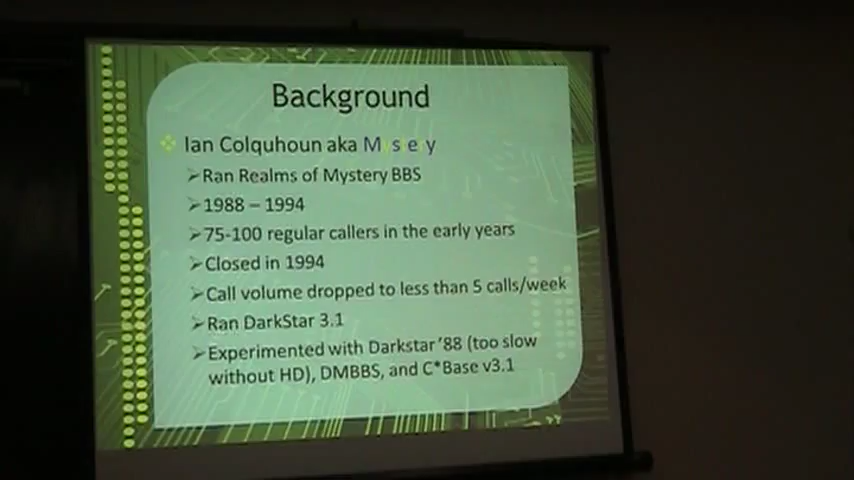 Background
Ian Colquhoun aka Mystery
Ran Realms of Mystery BBS
1988 – 1994
75-100 regular callers in the early years
Closed in 1994
Call volume dropped to less than 5 calls/week
Ran DarkStar 3.1
Experimented with Darkstar '88 (too slow
without HD), DMBBS, and C*Base v3.1